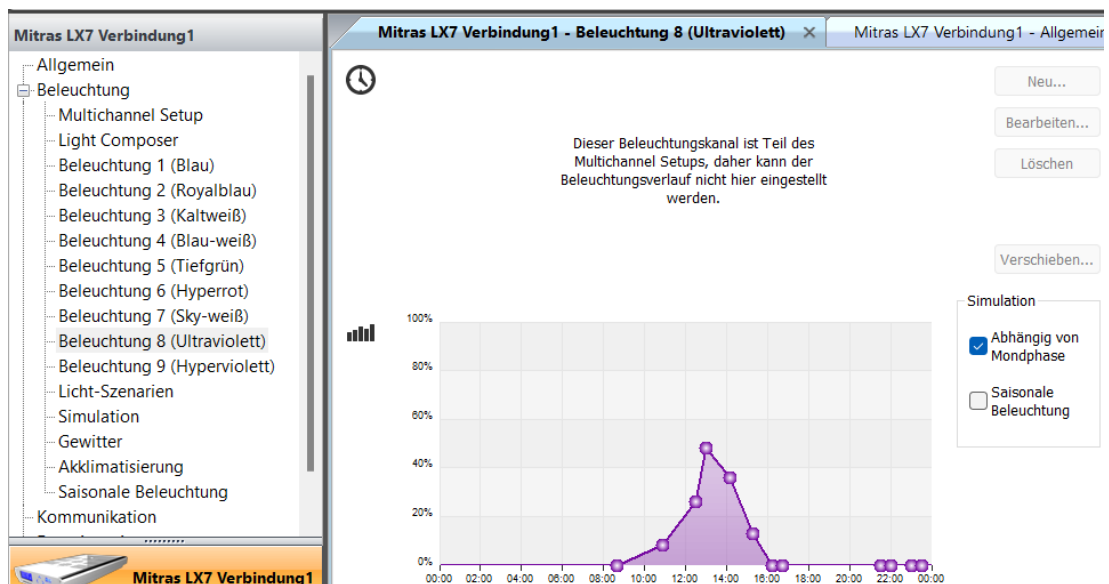 Mitras LX7 Verbindung1
Allgemein
Beleuchtung
Multichannel Setup
Light Composer
Beleuchtung 1 (Blau)
Beleuchtung 2 (Royalblau)
Beleuchtung 3 (Kaltweiß)
Beleuchtung 4 (Blau-weiß)
Beleuchtung 5 (Tiefgrün)
Beleuchtung 6 (Hyperrot)
Beleuchtung 7 (Sky-weiß)
Beleuchtung 8 (Ultraviolett)
Beleuchtung 9 (Hyperviolett)
Licht-Szenarien
Simulation
Gewitter
Akklimatisierung
Saisonale Beleuchtung
Kommunikation
Mitras LX7 Verbindung1
Mitras LX7 Verbindung1 - Beleuchtung 8 (Ultraviolett) Mitras LX7 Verbindung1 - Allgemein
Dieser Beleuchtungskanal ist Teil des
Multichannel Setups, daher kann der
Beleuchtungsverlauf nicht hier eingestellt
werden.
Neu...
Bearbeiten...
Löschen
Verschieben...
Simulation
Abhängig von
Mondphase
Saisonale
Beleuchtung
100%
80%
60%
40%
20%
0%
00:00 02:00 04:00 06:00 08:00 10:00 12:00 14:00 16:00 18:00 20:00 22:00 00:00